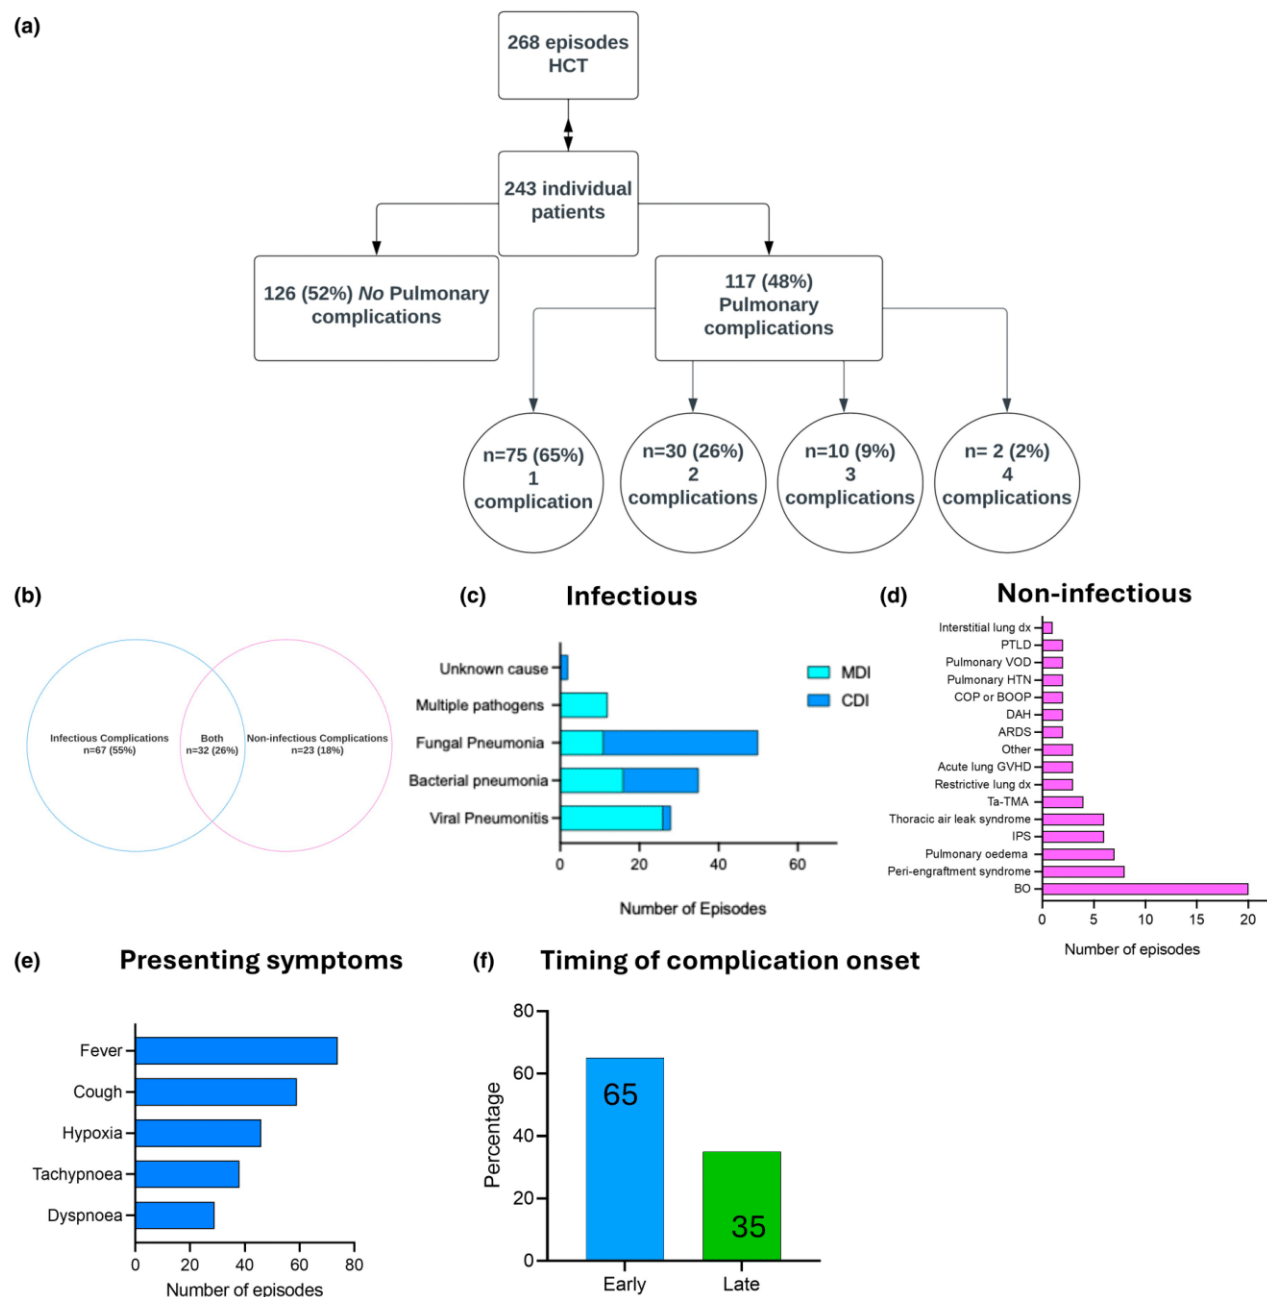 (a)
268 episodes
HCT
243 individual
patients
126 (52%) No Pulmonary
complications
117 (48%)
Pulmonary
complications
n=75 (65%)
1
complication
n=30 (26%)
2
complications
n=10 (9%)
3
complications
n= 2 (2%)
4
complications
(b)
Infectious Complications
n=67 (55%)
Both
n=32 (26%)
Non-infectious Complications
n=23 (18%)
(c)
Infectious
Unknown cause
Multiple pathogens
Fungal Pneumonia
Bacterial pneumonia
Viral Pneumonitis
MDI
CDI
0 20 40 60
Number of Episodes
(d)
Non-infectious
Interstitial lung dx
PTLD
Pulmonary VOD
Pulmonary HTN
COP or BOOP
DAH
ARDS
Other
Acute lung GVHD
Restrictive lung dx
Ta-TMA
Thoracic air leak syndrome
IPS
Pulmonary oedema
Peri-engraftment syndrome
BO
0 5 10 15 20
Number of episodes
(e)
Presenting symptoms
Fever
Cough
Hypoxia
Tachypnoea
Dyspnoea
0 20 40 60 80
Number of episodes
(f)
Timing of complication onset
Percentage
80
60
40
20
0
65
35
Early Late